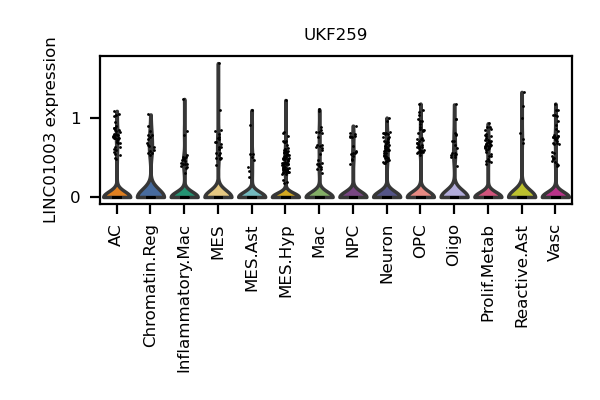 UKF259
LINC01003 expression
1
0
AC
Chromatin.Reg
Inflammatory.Mac
MES
MES.Ast
MES.Hyp
Mac
NPC
Neuron
OPC
Oligo
Prolif.Metab
Reactive.Ast
Vasc